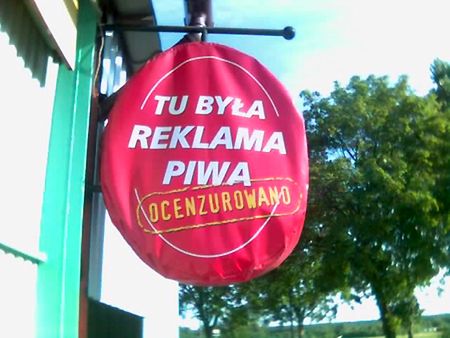 TU BYŁA
REKLAMA
PIWA
OCENZUROWANO